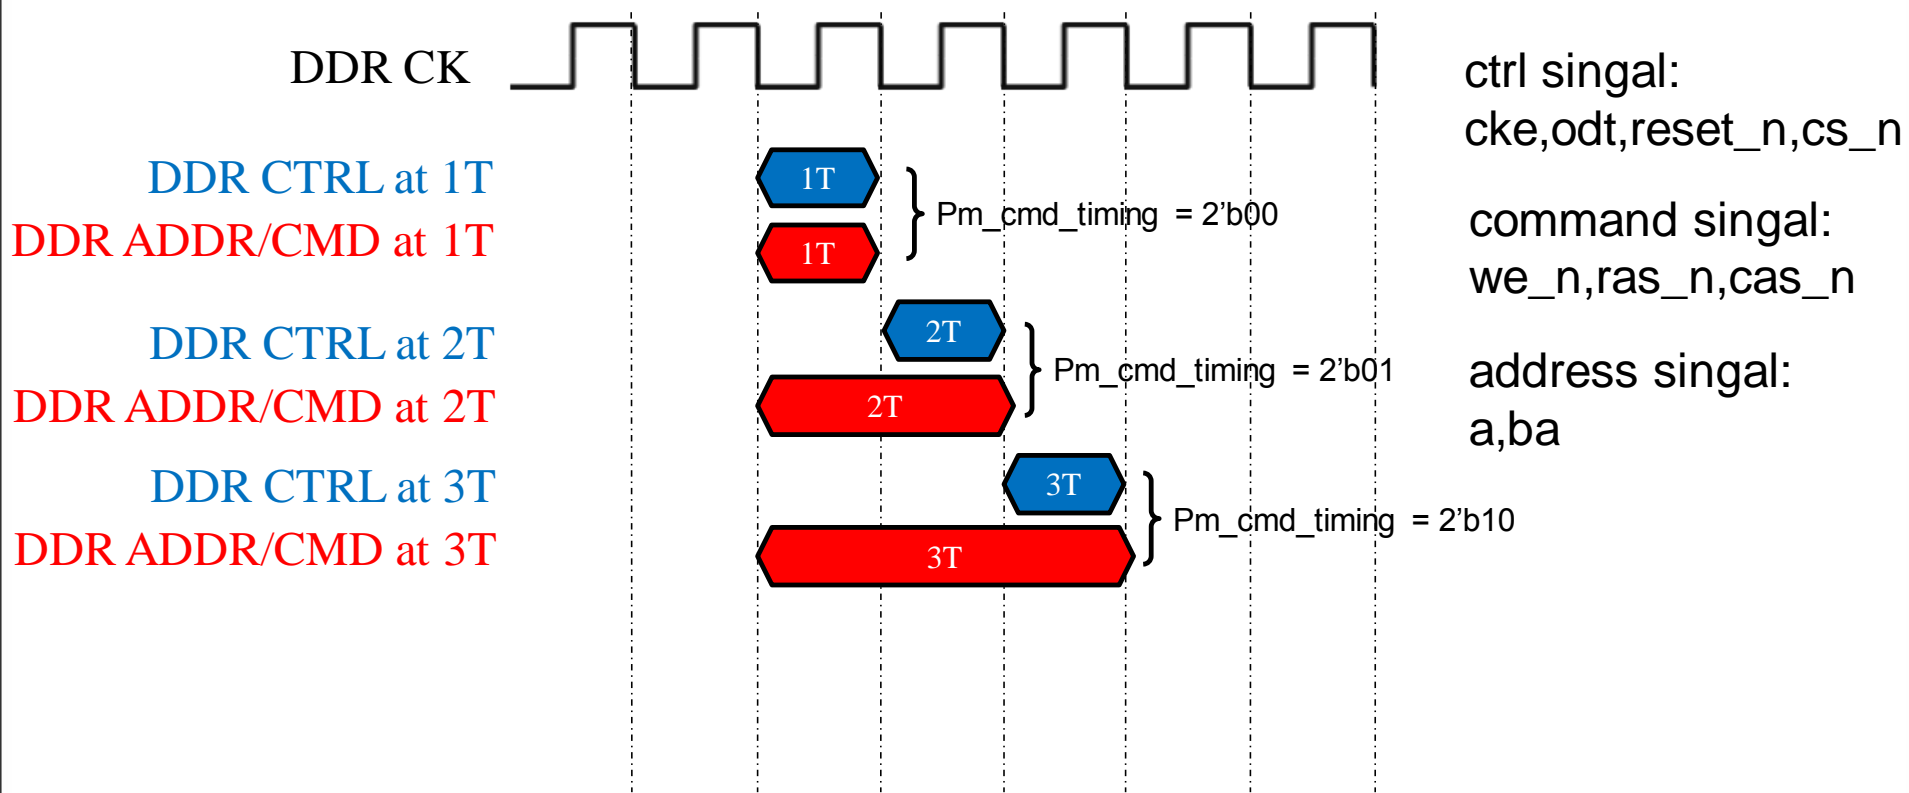 DDR CK
DDR CTRL at 1T
1T
DDR ADDR/CMD at 1T
1T
Pm_cmd_timing = 2’b00
DDR CTRL at 2T
2T
DDR ADDR/CMD at 2T
2T
Pm_cmd_timing = 2’b01
DDR CTRL at 3T
3T
DDR ADDR/CMD at 3T
3T
Pm_cmd_timing = 2’b10
ctrl singal:
cke,odt,reset_n,cs_n
command singal:
we_n,ras_n,cas_n
address singal:
a,ba